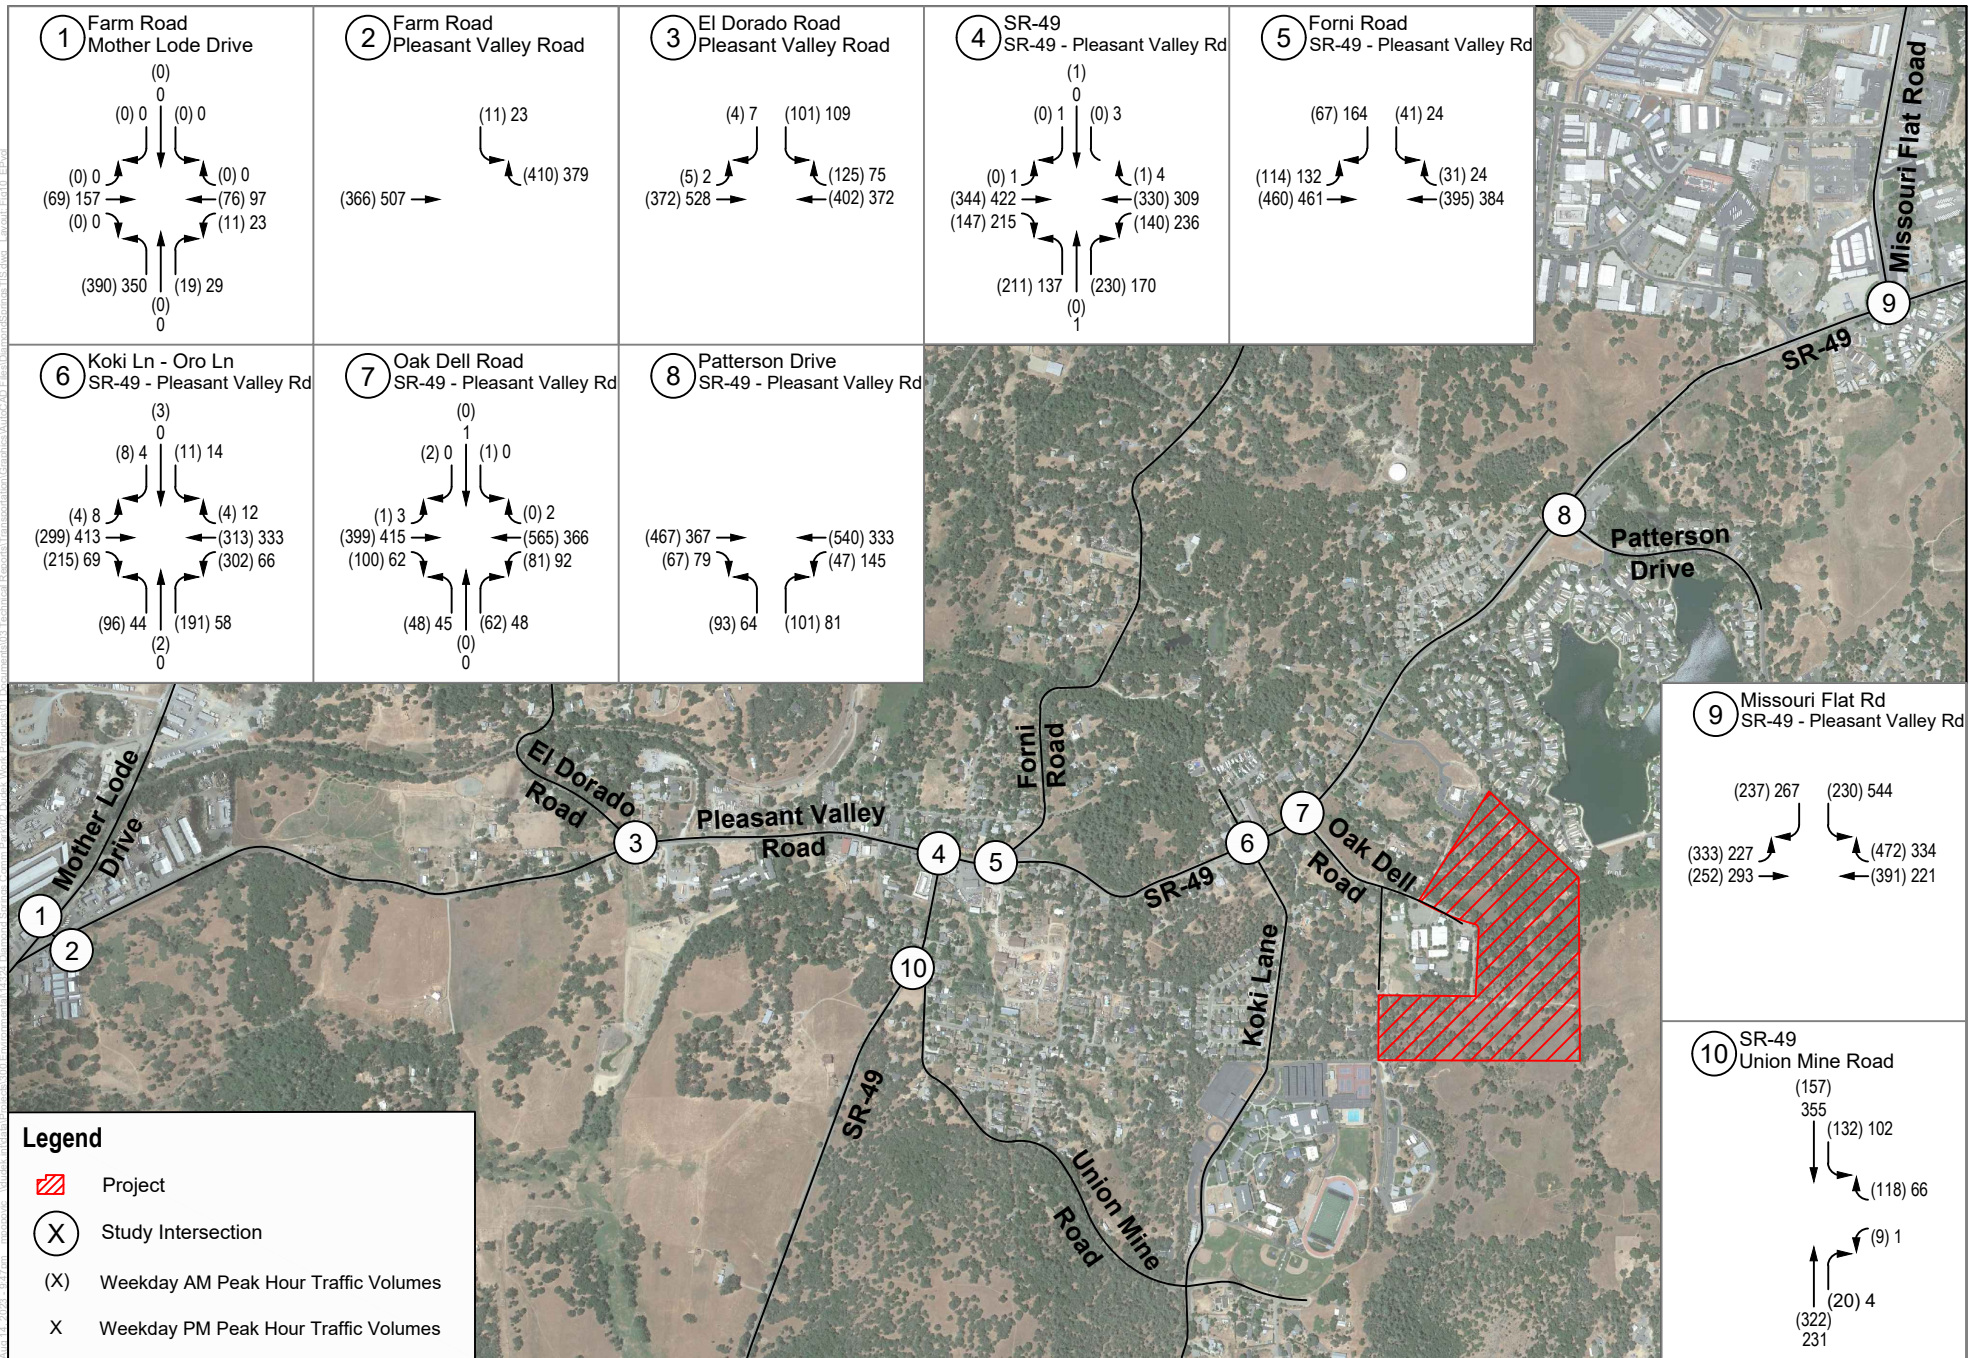 1
Farm Road
Mother Lode Drive
(0)
0
(0) 0
(0) 0
(0) 0
(69) 157
(0) 0
(0) 0
(76) 97
(11) 23
(390) 350
(19) 29
(0)
0
2
Farm Road
Pleasant Valley Road
(11) 23
(410) 379
(366) 507
3
El Dorado Road
Pleasant Valley Road
(4) 7
(101) 109
(5) 2
(372) 528
(125) 75
(402) 372
4
SR-49
SR-49 - Pleasant Valley Rd
(1)
0
(0) 1
(0) 3
(0) 1
(344) 422
(147) 215
(1) 4
(330) 309
(140) 236
(211) 137
(230) 170
(0)
1
5
Forni Road
SR-49 - Pleasant Valley Rd
(67) 164
(41) 24
(114) 132
(460) 461
(31) 24
(395) 384
6
Koki Ln - Oro Ln
SR-49 - Pleasant Valley Rd
(3)
0
(8) 4
(11) 14
(4) 8
(299) 413
(215) 69
(4) 12
(313) 333
(302) 66
(96) 44
(191) 58
(2)
0
7
Oak Dell Road
SR-49 - Pleasant Valley Rd
(0)
1
(2) 0
(1) 0
(1) 3
(399) 415
(100) 62
(0) 2
(565) 366
(81) 92
(48) 45
(62) 48
(0)
0
8
Patterson Drive
SR-49 - Pleasant Valley Rd
(467) 367
(67) 79
(540) 333
(47) 145
(93) 64
(101) 81
9
Missouri Flat Rd
SR-49 - Pleasant Valley Rd
(237) 267
(230) 544
(333) 227
(252) 293
(472) 334
(391) 221
10
SR-49
Union Mine Road
(157)
355
(132) 102
(118) 66
(9) 1
(20) 4
(322)
231
Missouri Flat Road
9
SR-49
8
Patterson
Drive
Forni
Road
7
Oak Dell
Road
6
SR-49
Koki Lane
5
4
Pleasant Valley
Road
3
El Dorado
Road
Mother Lode
Drive
1
2
10
SR-49
Union Mine
Road
Legend
Project
X
Study Intersection
(X)
Weekday AM Peak Hour Traffic Volumes
X
Weekday PM Peak Hour Traffic Volumes